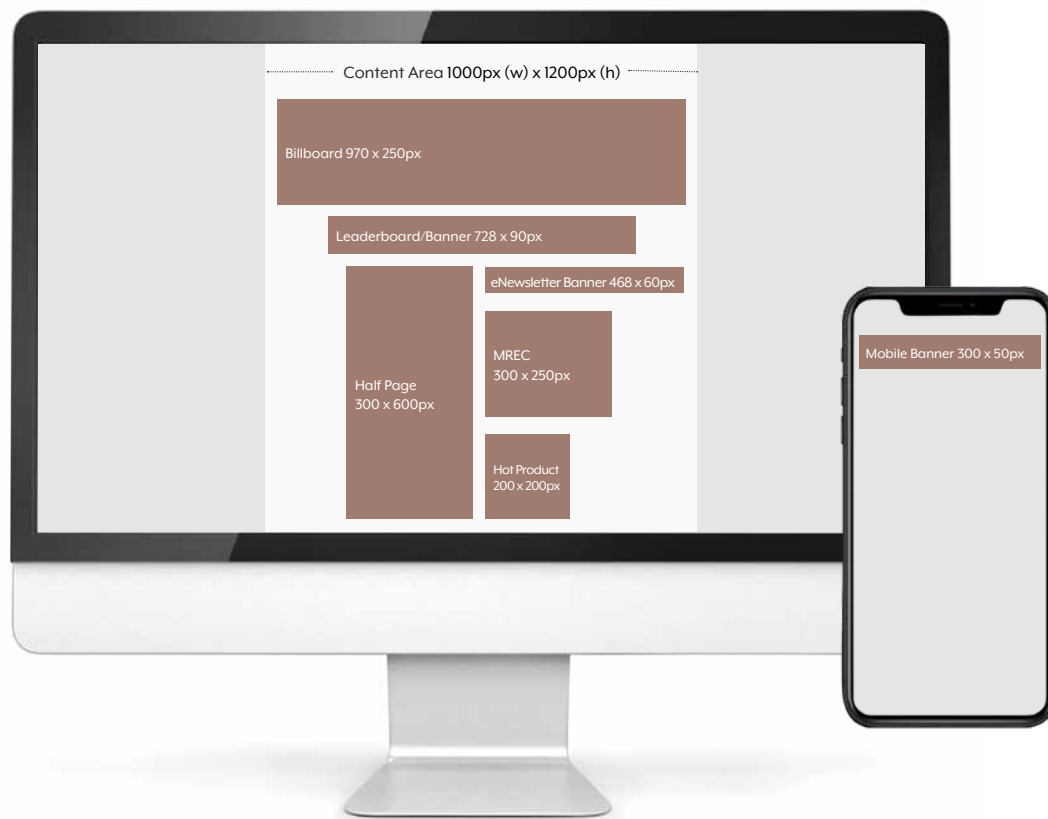 Content Area 1000px (w) x 1200px (h)
Billboard 970 x 250px
Leaderboard/Banner 728 x 90px
eNewsletter Banner 468 x 60px
MREC
300 x 250px
Half Page
300 x 600px
Hot Product
200 x 200px
Mobile Banner 300 x 50px